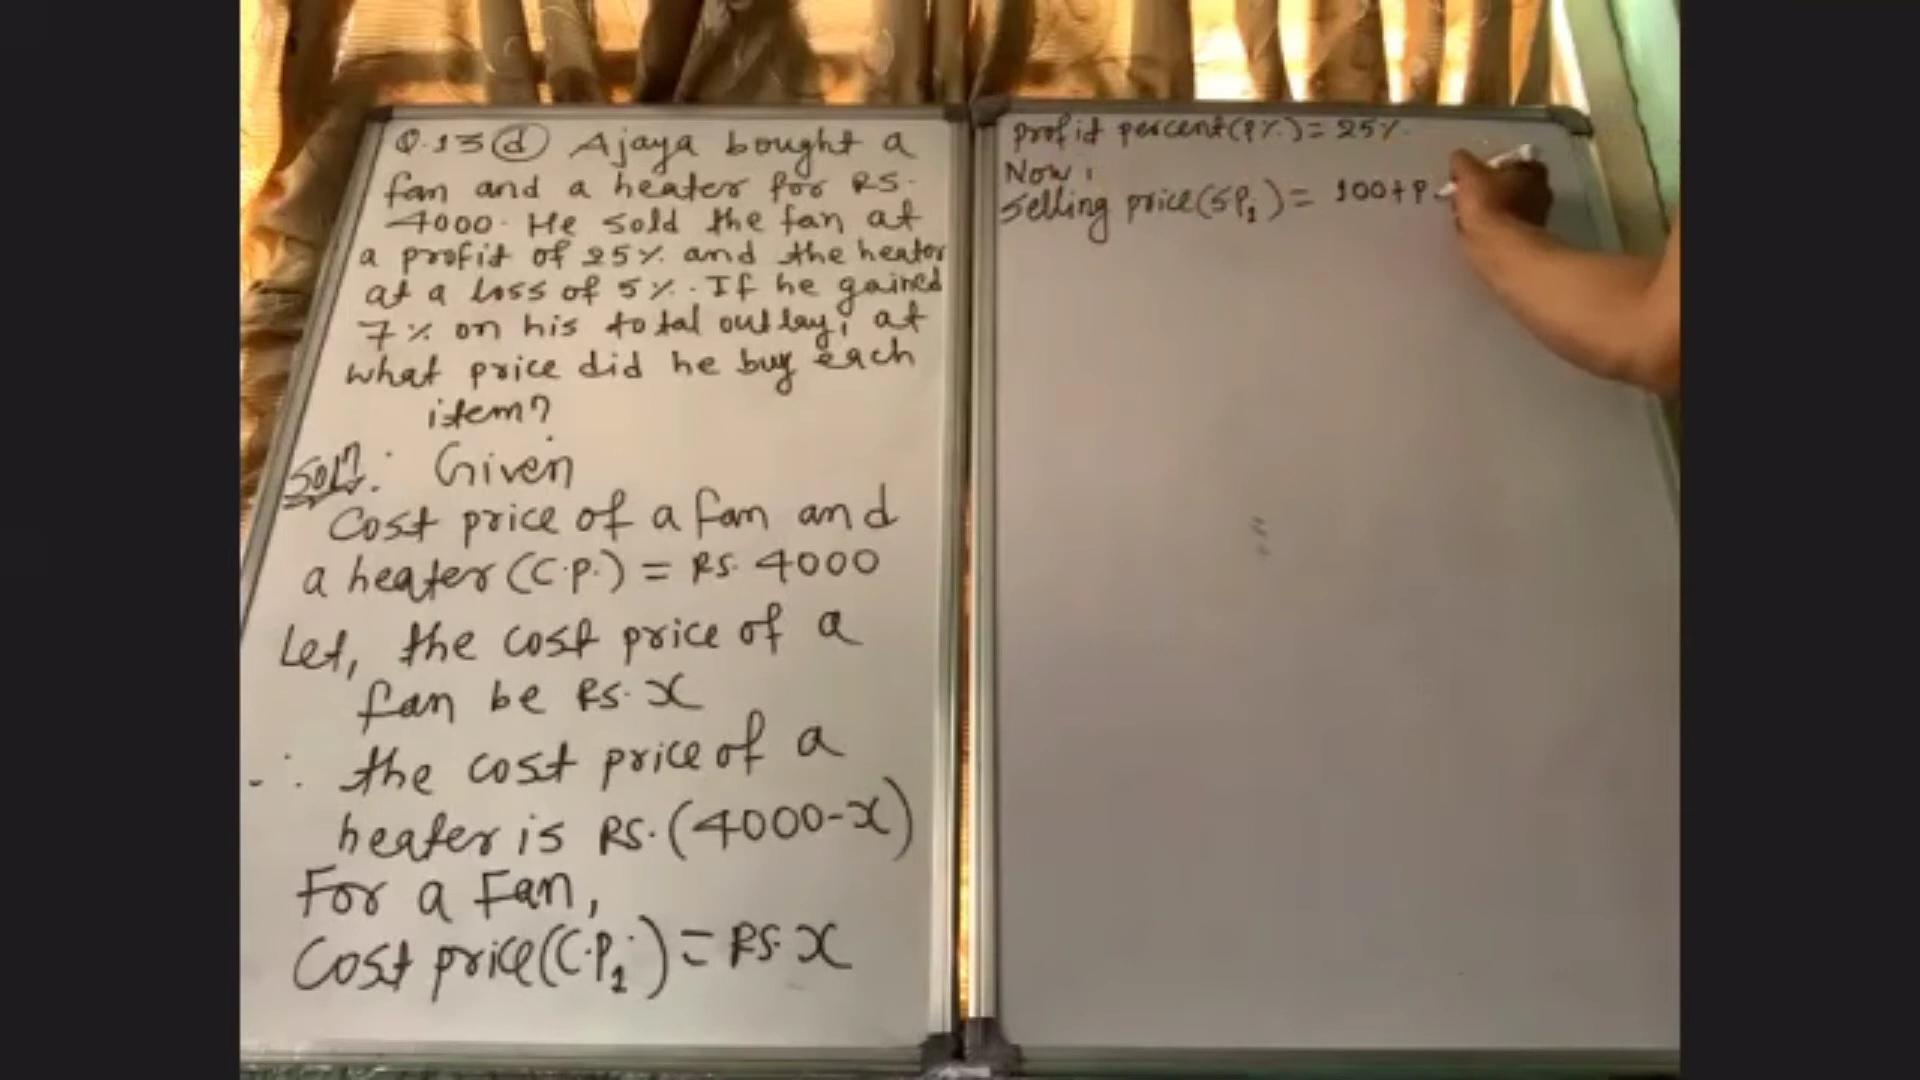 Q.13 (d) Ajaya bought a
fan and a heater for RS.
4000. He sold the fan at
a profit of 25% and the heater
at a loss of 5%. If he gained
7% on his total outlay, at
what price did he buy each
item?
Soln: Given
Cost price of a fan and
a heater (C.P.) = RS. 4000
Let, the cost price of a
fan be RS. x
∴ the cost price of a
heater is RS. (4000-x)
For a Fan,
Cost price (C.P1) = RS. x
profit percent (P%) = 25%.
Now,
Selling price (SP1) = 100+P